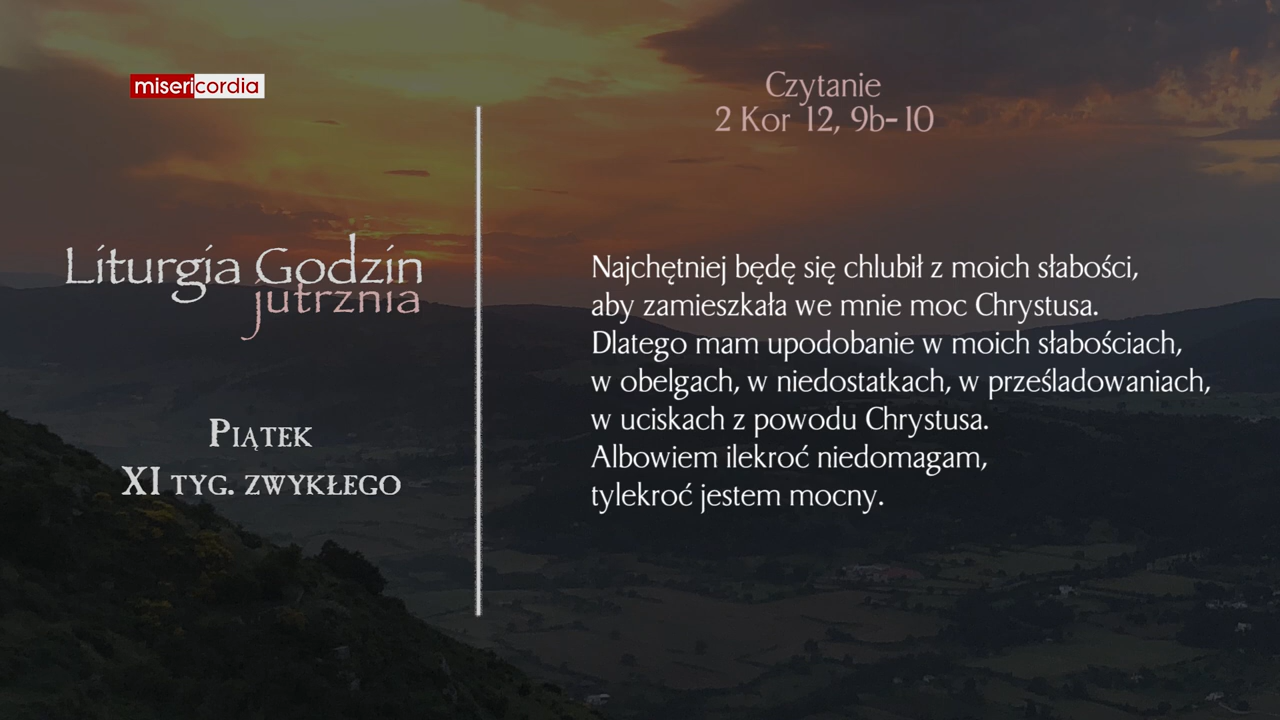 misericordia
Liturgia Godzin
jutrznia
Piątek
XI tyg. zwykłego
Czytanie
2 Kor 12, 9b-10
Najchętniej będę się chlubił z moich słabości,
aby zamieszkała we mnie moc Chrystusa.
Dlatego mam upodobanie w moich słabościach,
w obelgach, w niedostatkach, w prześladowaniach,
w uciskach z powodu Chrystusa.
Albowiem ilekroć niedomagam,
tylekroć jestem mocny.